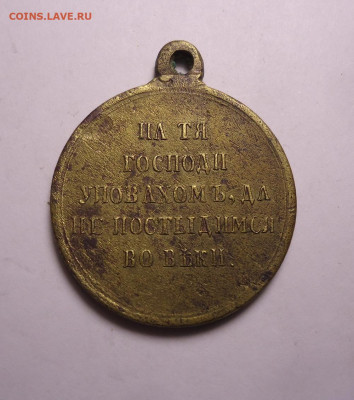 COINS.LAVE.RU
НА ТЯ
ГОСПОДИ
УПОВАХОМЪ, ДА
НЕ ПОСТЫДИМСЯ
ВО ВѢКИ.